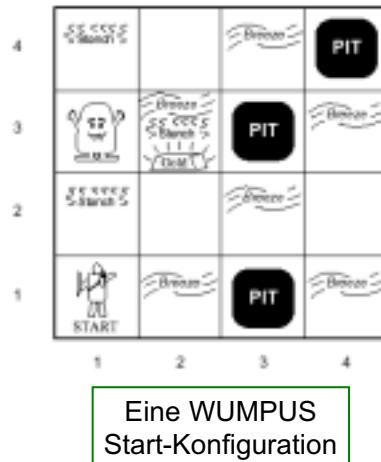 4 Stench Breeze PIT
3 Breeze Stench Gold PIT Breeze
2 Stench Breeze
1 START Breeze PIT Breeze
1 2 3 4
Eine WUMPUS
Start-Konfiguration